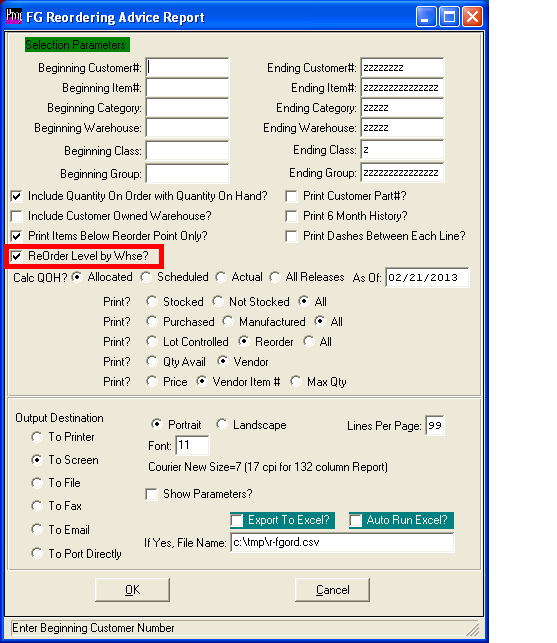 FG Reordering Advice Report
Selection Parameters
Beginning Customer#: Ending Customer#: zzzzzzzz
Beginning Item#: Ending Item#: zzzzzzzzzzzzzzz
Beginning Category: Ending Category: zzzzz
Beginning Warehouse: Ending Warehouse: zzzzz
Beginning Class: Ending Class: z
Beginning Group: Ending Group: zzzzzzzzzzzzzzz
Include Quantity On Order with Quantity On Hand? Print Customer Part#?
Include Customer Owned Warehouse? Print 6 Month History?
Print Items Below Reorder Point Only? Print Dashes Between Each Line?
ReOrder Level by Whse?
Calc QOH? Allocated Scheduled Actual All Releases As Of: 02/21/2013
Print? Stocked Not Stocked All
Print? Purchased Manufactured All
Print? Lot Controlled Reorder All
Print? Qty Avail Vendor
Print? Price Vendor Item # Max Qty
Output Destination Portrait Landscape Lines Per Page: 99
To Printer Font: 11
To Screen Courier New Size=7 (17 cpi for 132 column Report)
To File Show Parameters?
To Fax Export To Excel? Auto Run Excel?
To Email If Yes, File Name: c:\tmp\r-fgord.csv
To Port Directly
OK Cancel
Enter Beginning Customer Number